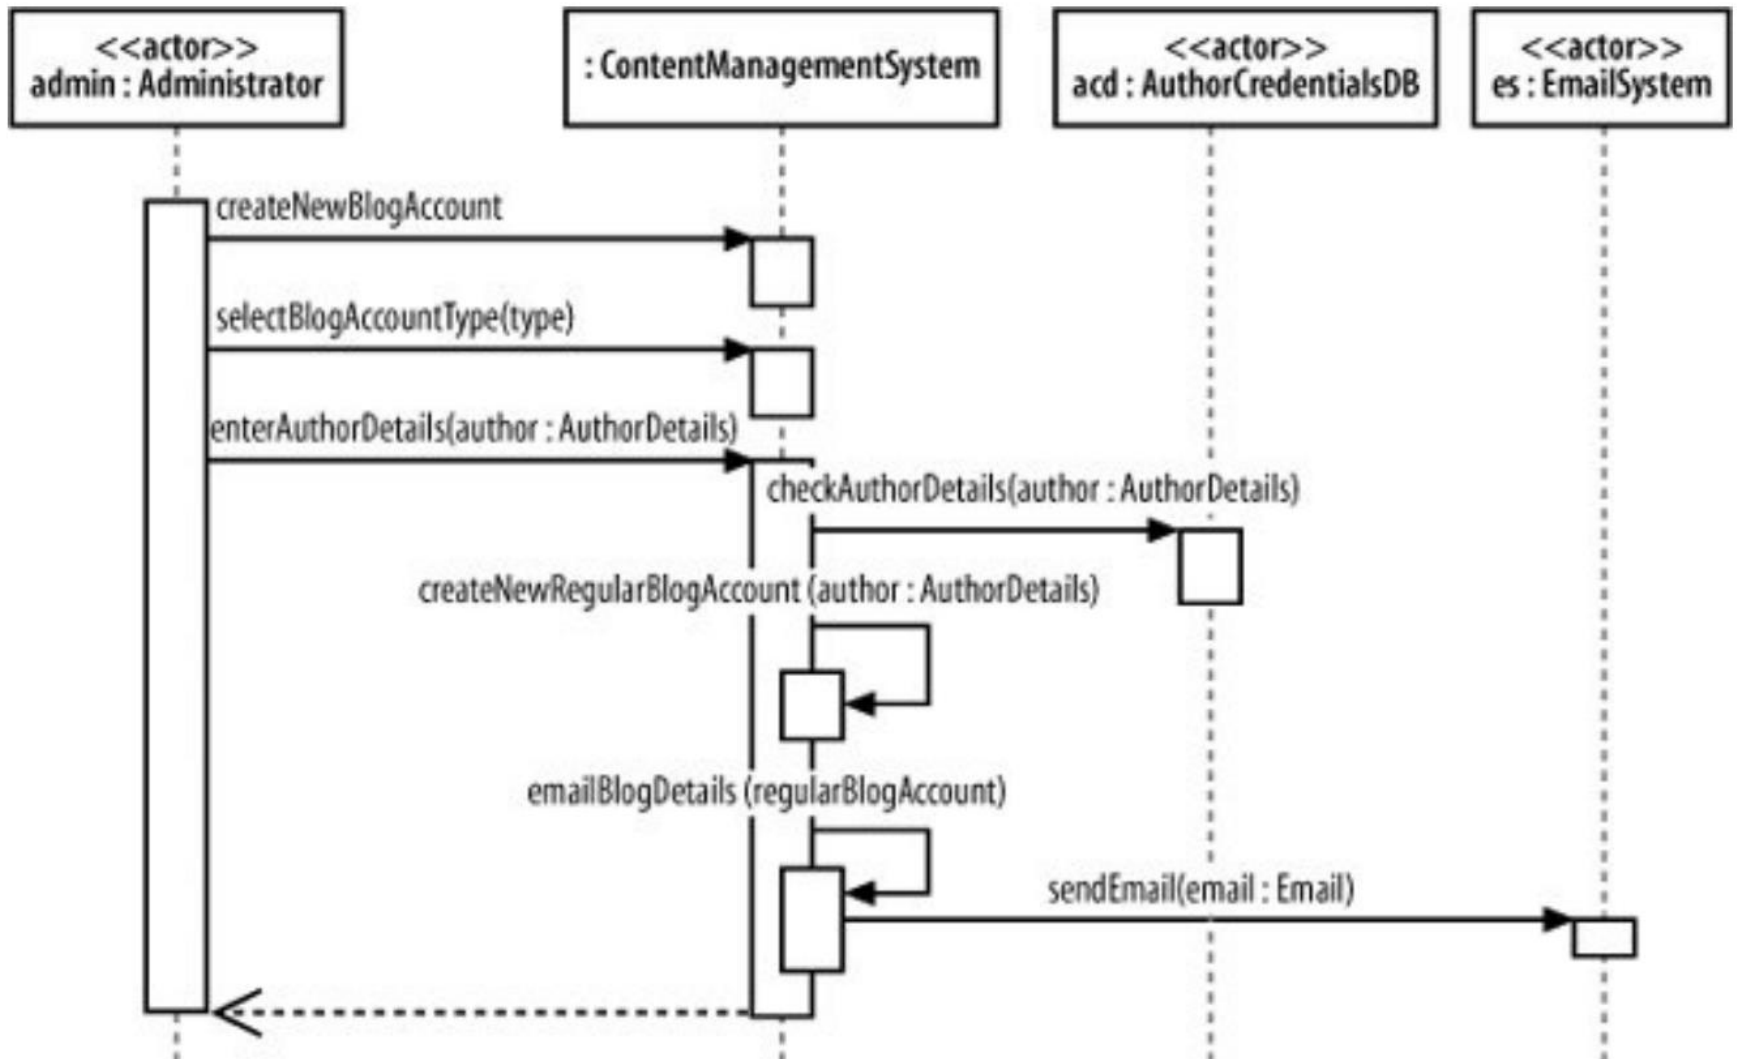 <<actor>>
admin : Administrator
: ContentManagementSystem
<<actor>>
acd : AuthorCredentialsDB
<<actor>>
es : EmailSystem
createNewBlogAccount
selectBlogAccountType(type)
enterAuthorDetails(author : AuthorDetails)
checkAuthorDetails(author : AuthorDetails)
createNewRegularBlogAccount (author : AuthorDetails)
emailBlogDetails (regularBlogAccount)
sendEmail(email : Email)